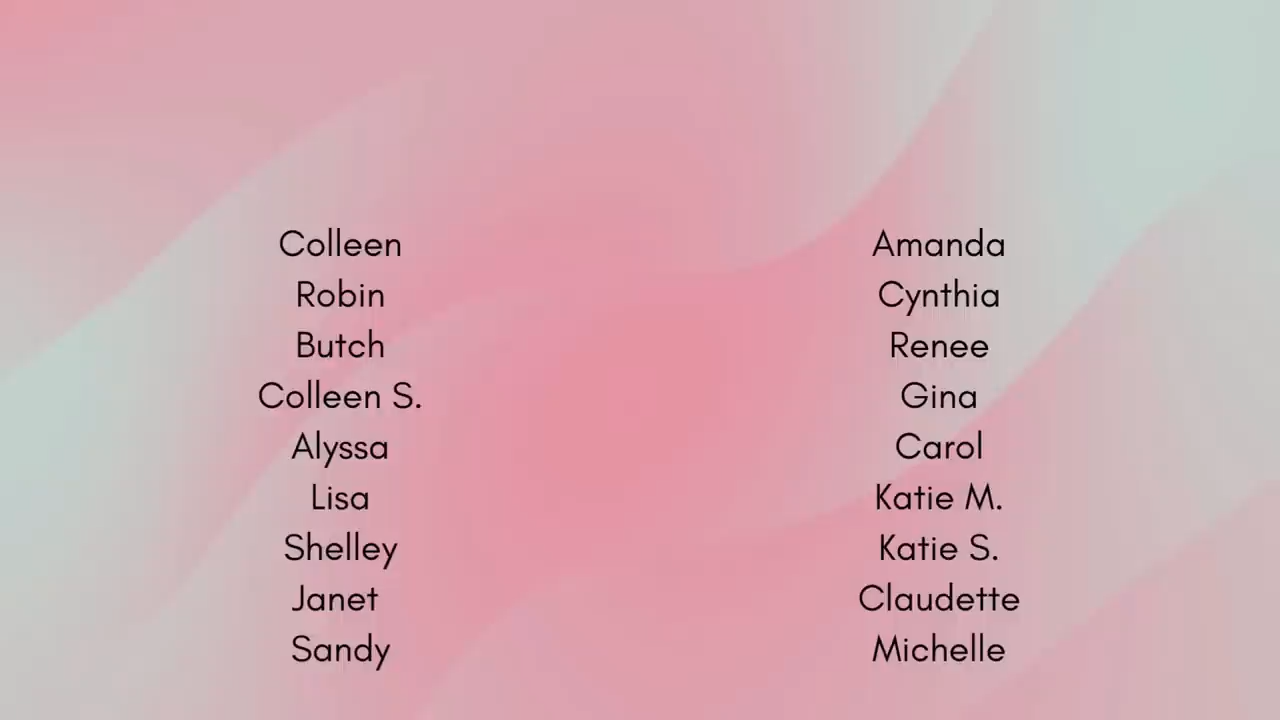 Colleen
Robin
Butch
Colleen S.
Alyssa
Lisa
Shelley
Janet
Sandy
Amanda
Cynthia
Renee
Gina
Carol
Katie M.
Katie S.
Claudette
Michelle